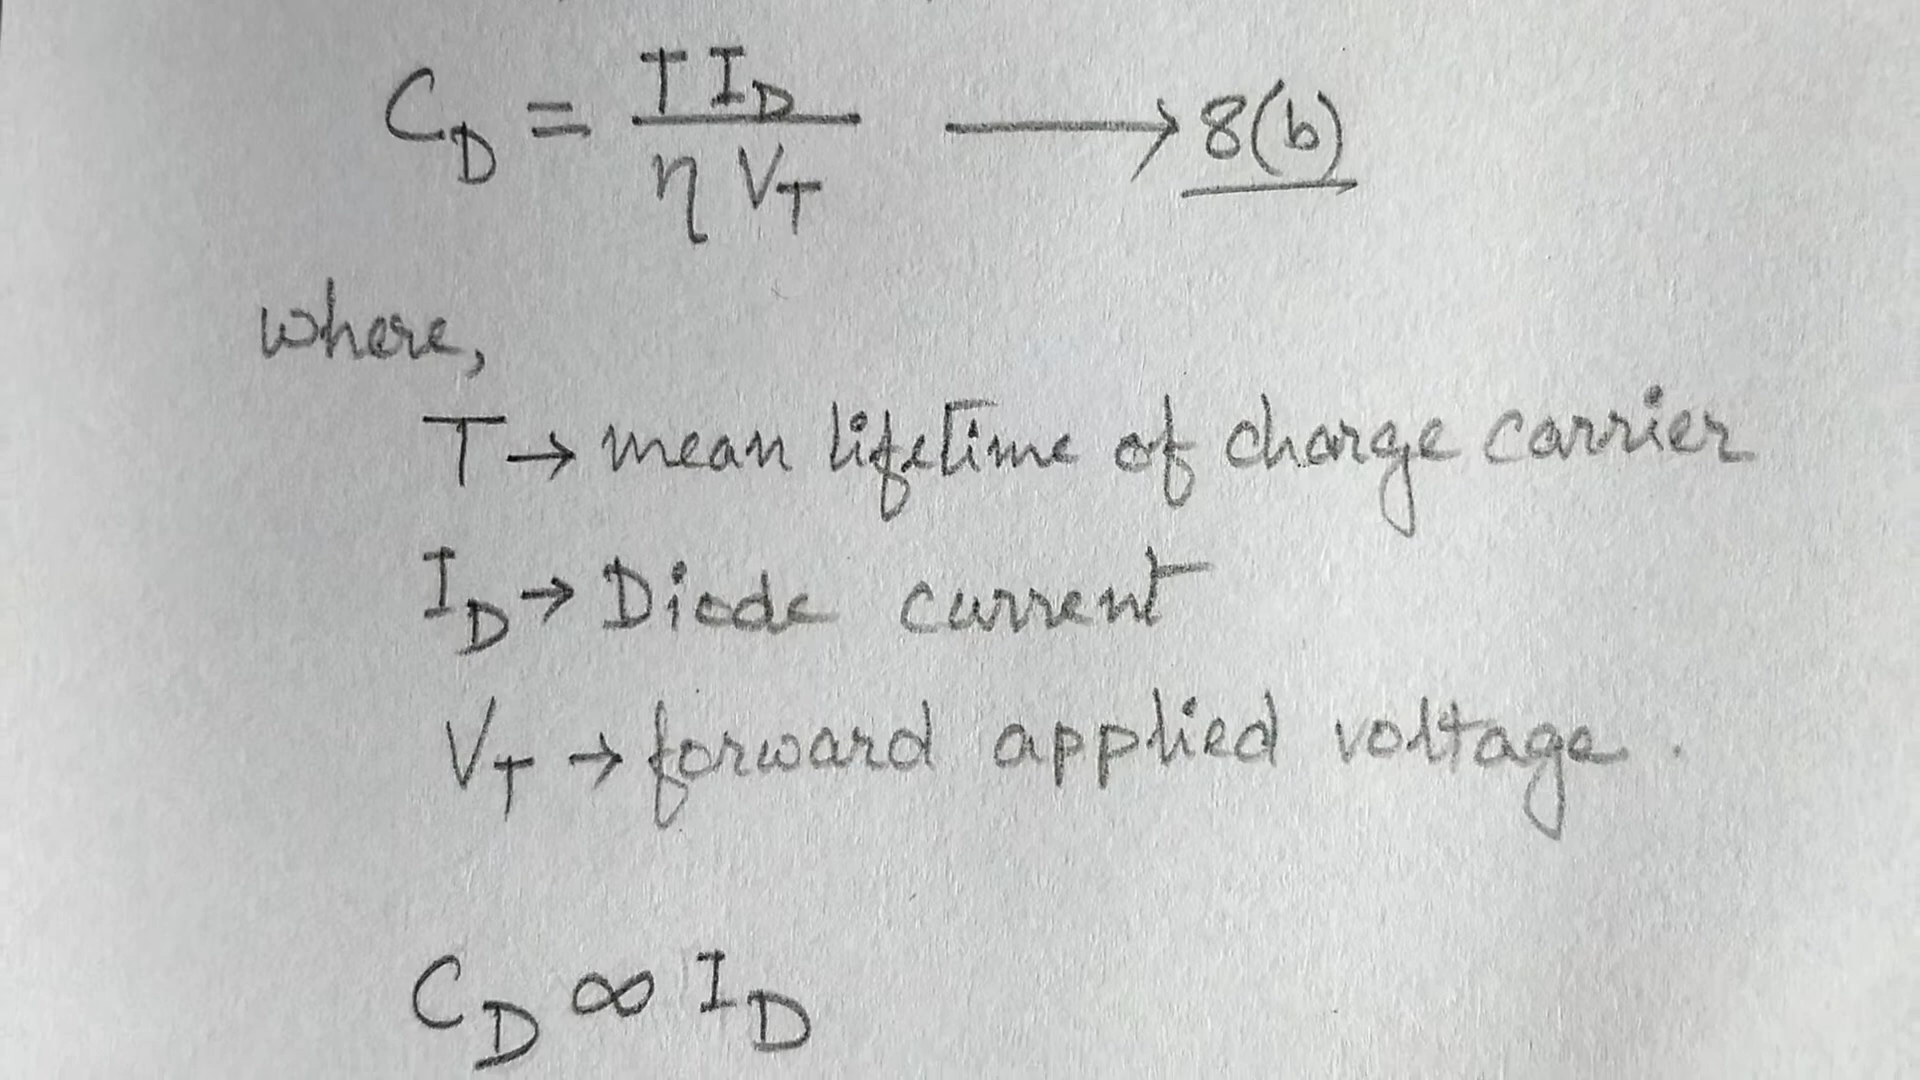 C_D = T I_D / η V_T ⟶ 8(b)
where,
T → mean lifetime of charge carrier
I_D → Diode current
V_T → forward applied voltage.
C_D ∞ I_D